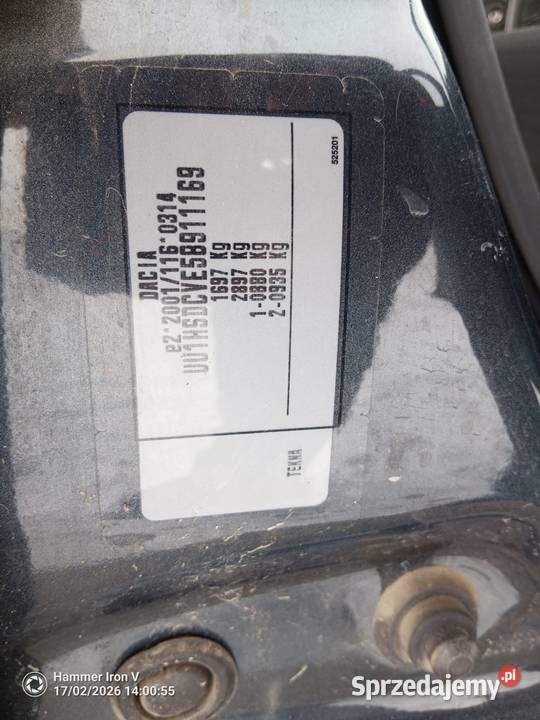 DACIA
e2*2001/116*0314
UU1HSDCVE5B911169
1697 Kg
2897 Kg
1-0880 Kg
2-0935 Kg
525201
TEKNA
Hammer Iron V
17/02/2026 14:00:55
Sprzedajemy.pl